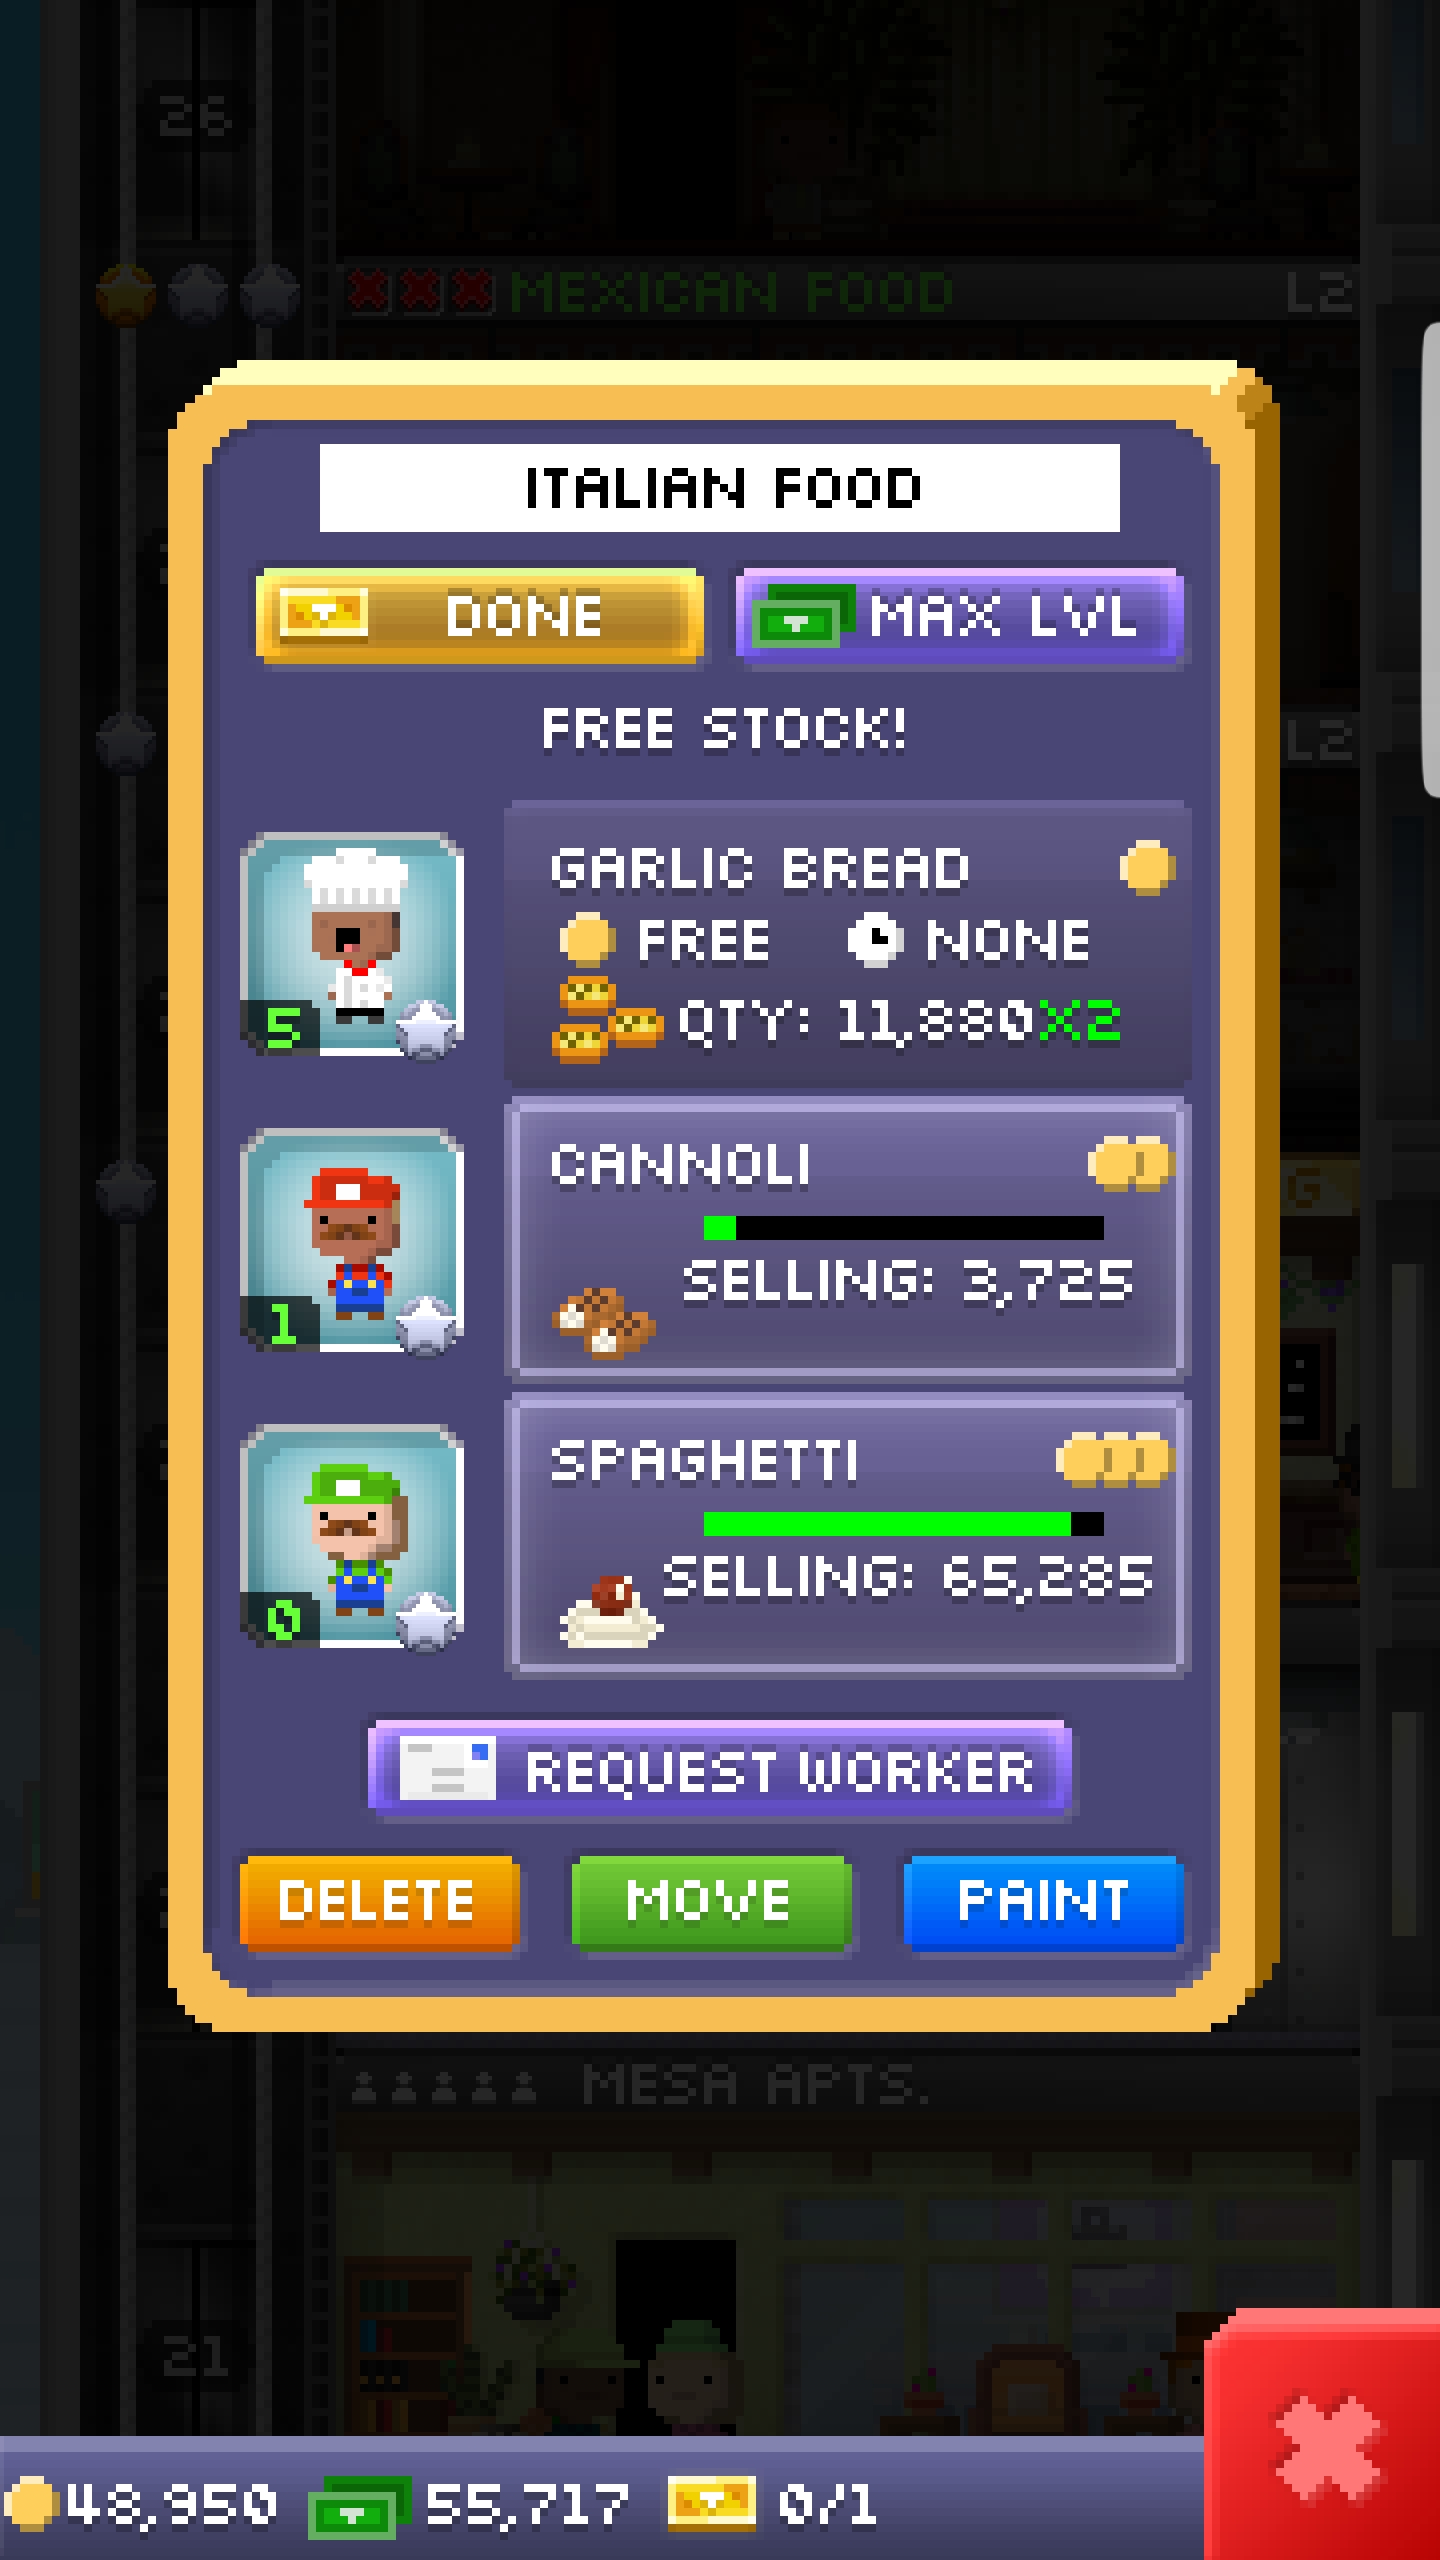 26
MEXICAN FOOD L2
ITALIAN FOOD
DONE MAX LVL
FREE STOCK!
L2
GARLIC BREAD
FREE NONE
5 QTY: 11,880X2
CANNOLI
G
SELLING: 3,725
1
SPAGHETTI
SELLING: 65,285
0
REQUEST WORKER
DELETE MOVE PAINT
MESA APTS.
21
48,950 55,717 0/1